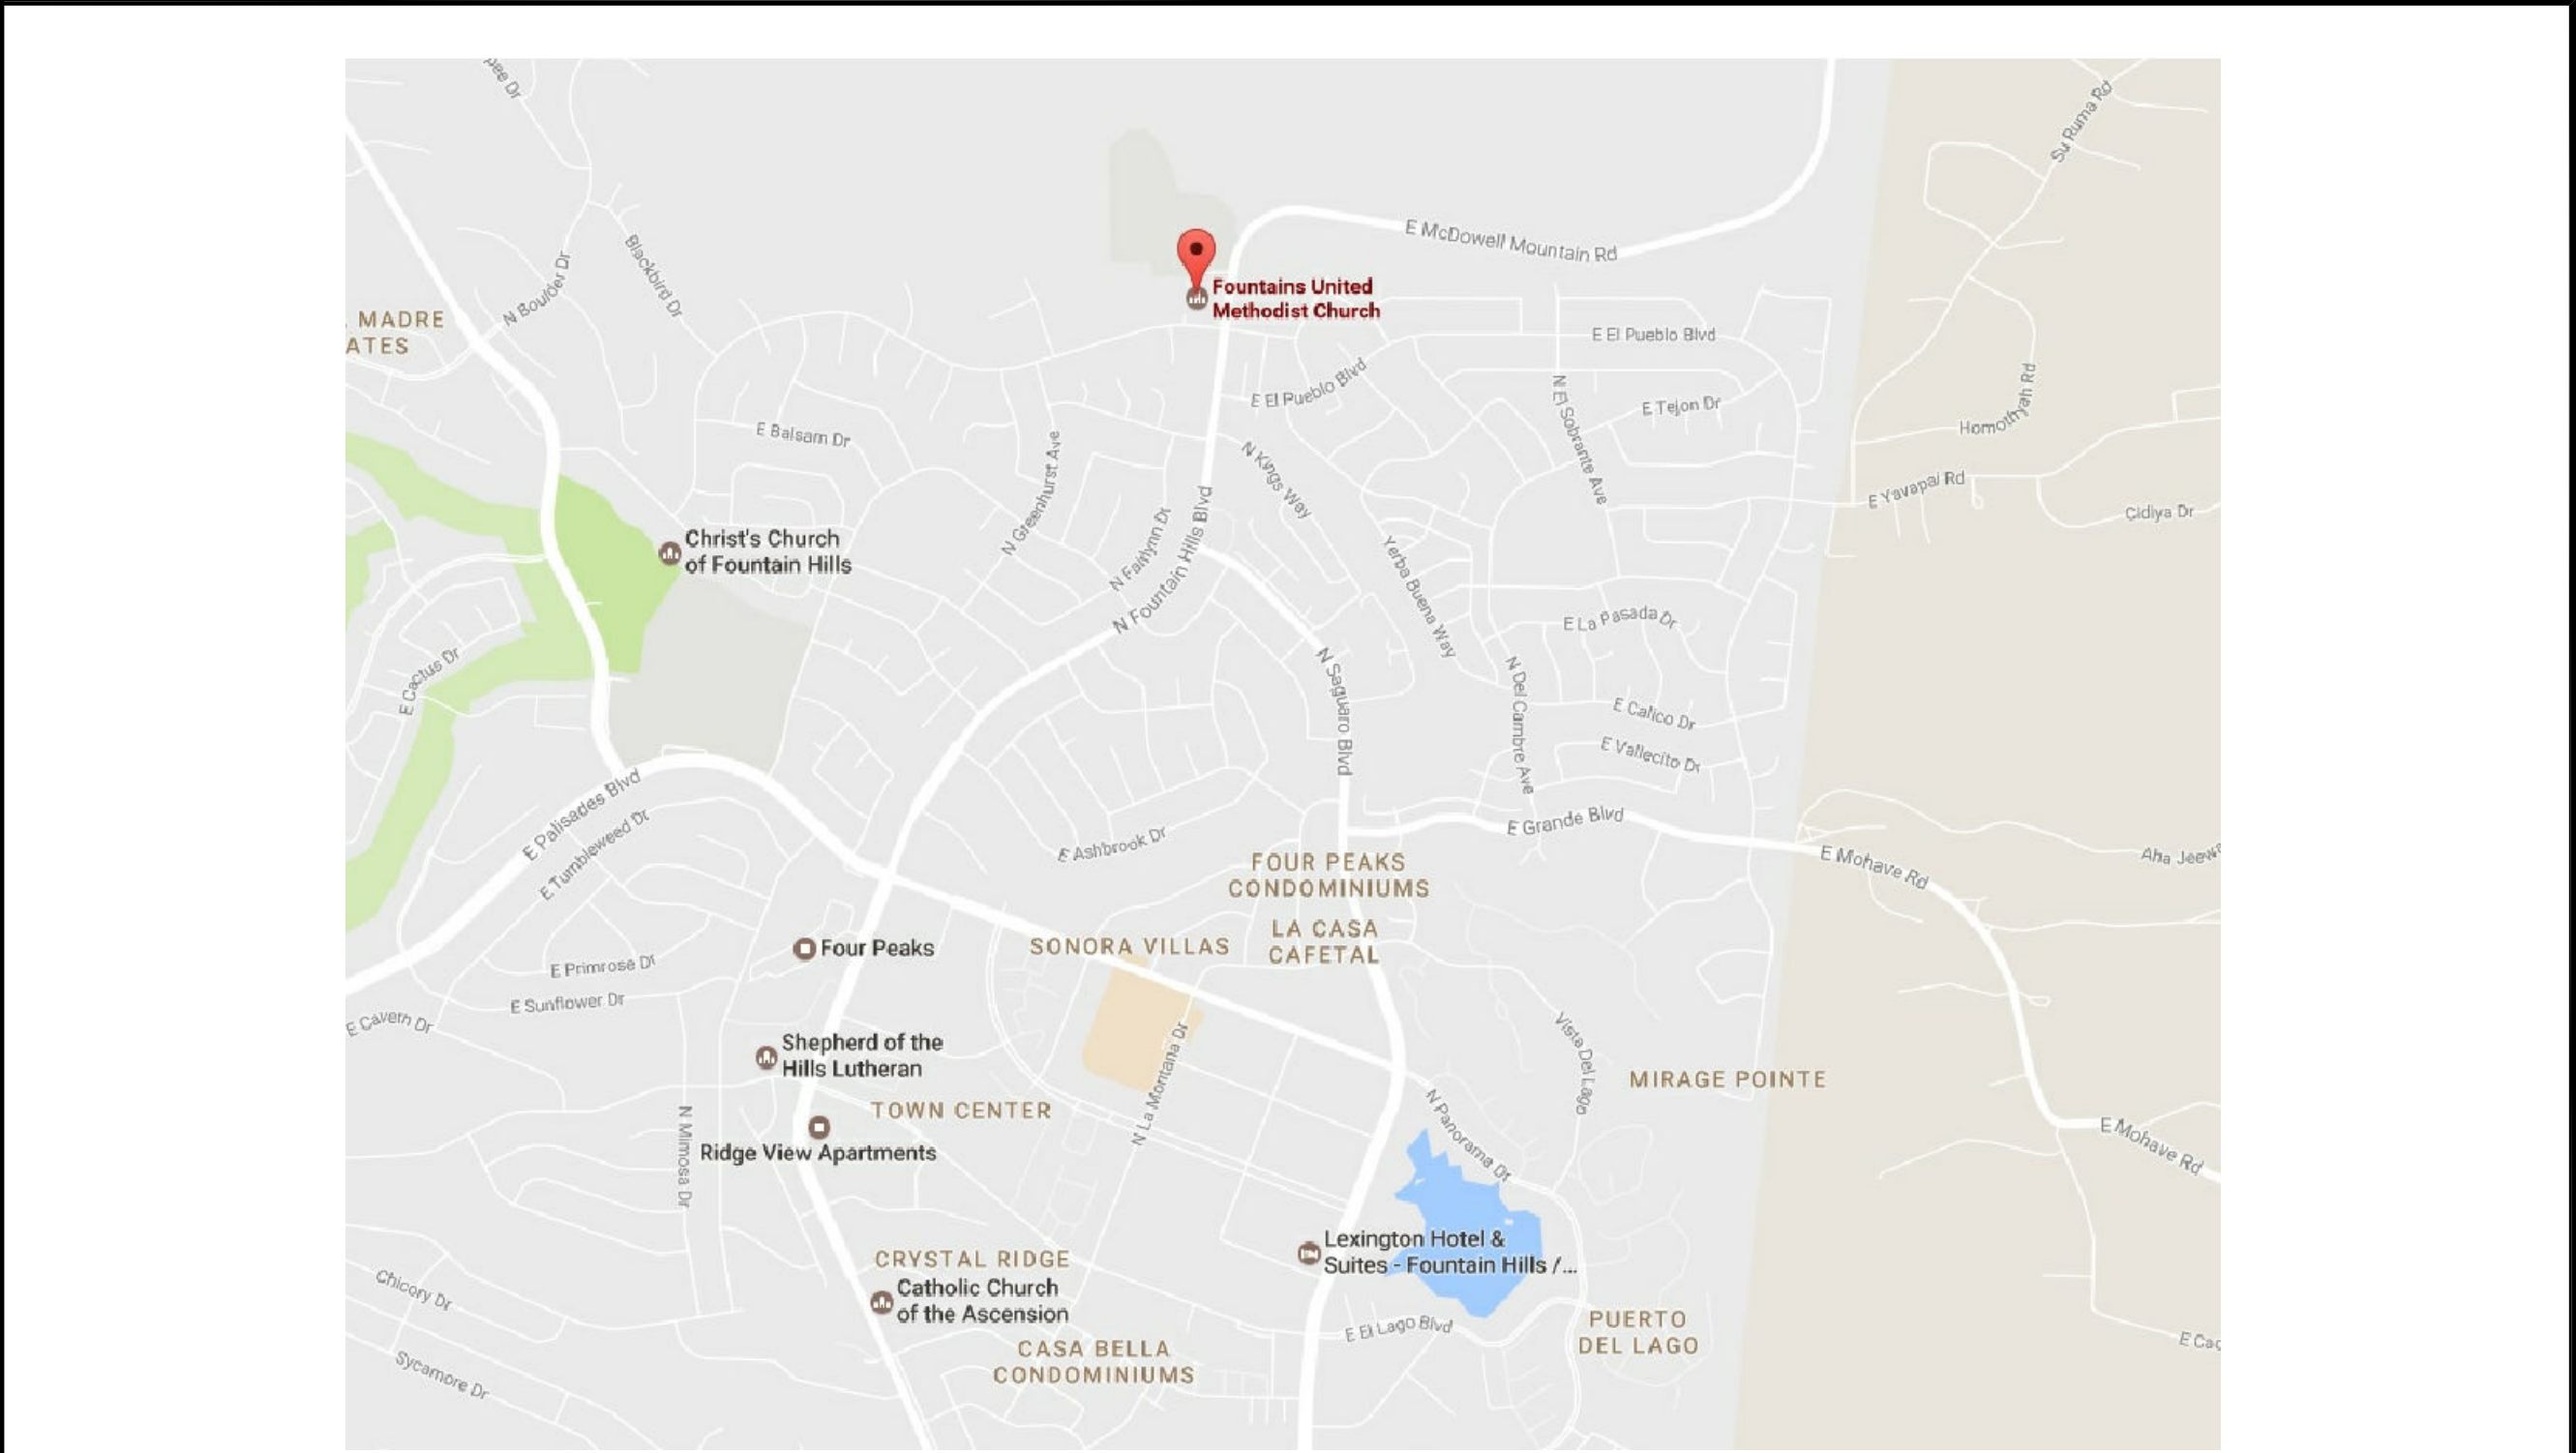 Su Ruma Rd
E McDowell Mountain Rd
N Boulder Dr
Blackbird Dr
Fountains United
Methodist Church
MADRE
ATES
E El Pueblo Blvd
E El Pueblo Blvd
N El Sobrante Ave
E Tejon Dr
Homothyah Rd
E Balsam Dr
N Greenhurst Ave
N Kings Way
E Yavapai Rd
Cidiya Dr
Christ's Church
of Fountain Hills
N Fairlynn Dr
N Fountain Hills Blvd
Yerba Buena Way
E La Pasada Dr
E Cactus Dr
N Saguaro Blvd
N Del Cambre Ave
E Calico Dr
E Vallecito Dr
E Palisades Blvd
E Tumbleweed Dr
E Ashbrook Dr
E Grande Blvd
E Mohave Rd
FOUR PEAKS
CONDOMINIUMS
LA CASA
CAFETAL
Four Peaks
SONORA VILLAS
E Primrose Dr
E Sunflower Dr
E Cavern Dr
Shepherd of the
Hills Lutheran
N La Montana Dr
Vista Del Lago
MIRAGE POINTE
TOWN CENTER
N Mimosa Dr
Ridge View Apartments
N Panorama Dr
E Mohave Rd
Lexington Hotel &
Suites - Fountain Hills /...
CRYSTAL RIDGE
Catholic Church
of the Ascension
Chicory Dr
E El Lago Blvd
PUERTO
DEL LAGO
CASA BELLA
CONDOMINIUMS
Sycamore Dr